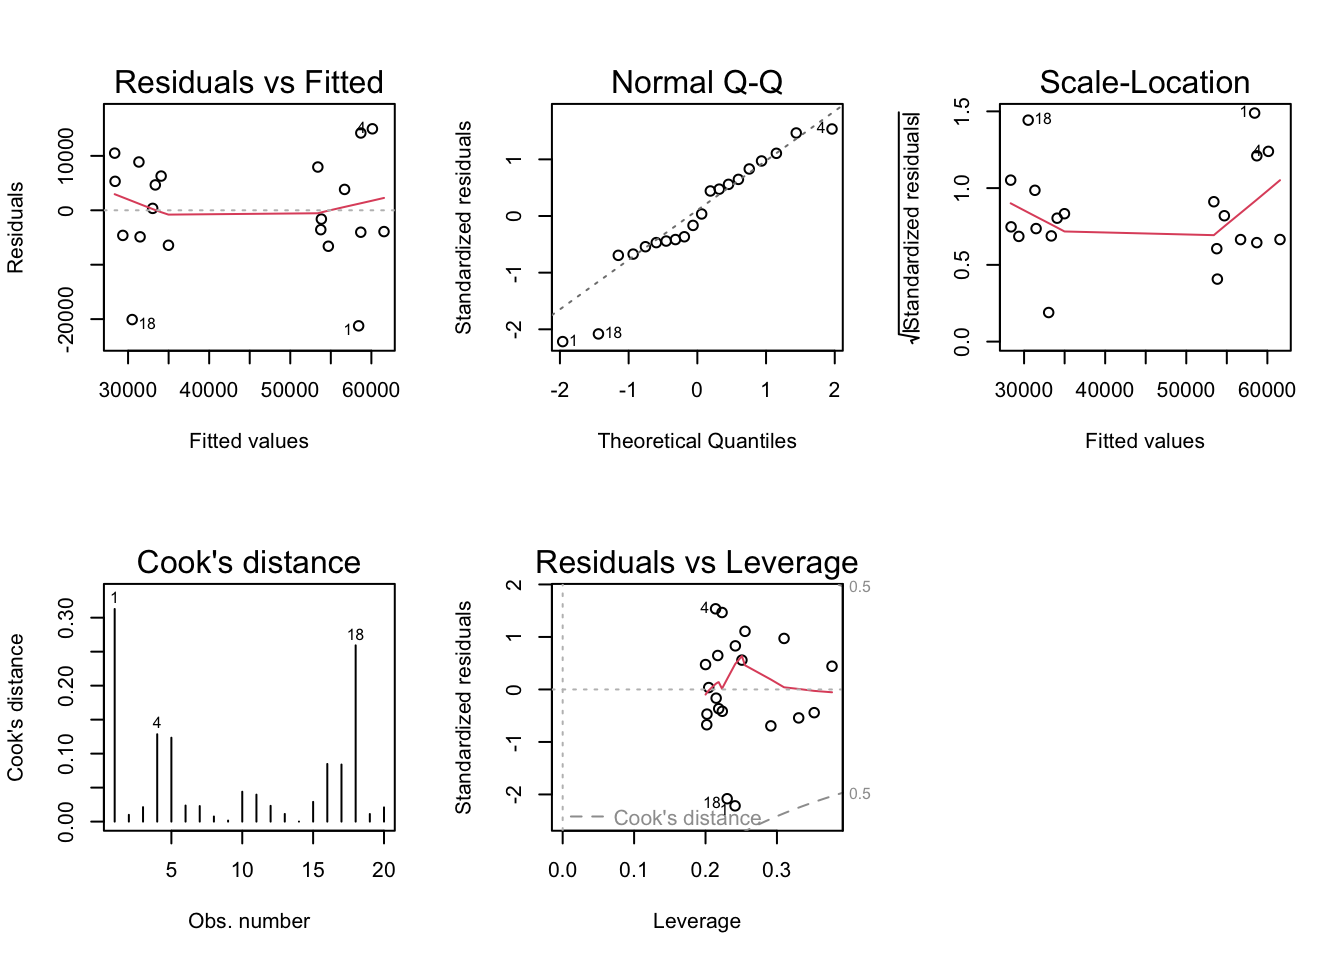 Residuals vs Fitted
Residuals
-20000 0 10000
4
18
1
30000 40000 50000 60000
Fitted values
Normal Q-Q
Standardized residuals
-2 -1 0 1
4
1
18
-2 -1 0 1 2
Theoretical Quantiles
Scale-Location
√|Standardized residuals|
0.0 0.5 1.0 1.5
18
1
4
30000 40000 50000 60000
Fitted values
Cook's distance
Cook's distance
0.00 0.10 0.20 0.30
1
18
4
5 10 15 20
Obs. number
Residuals vs Leverage
Standardized residuals
-2 -1 0 1 2
0.5
4
0.5
18
1
Cook's distance
0.0 0.1 0.2 0.3
Leverage